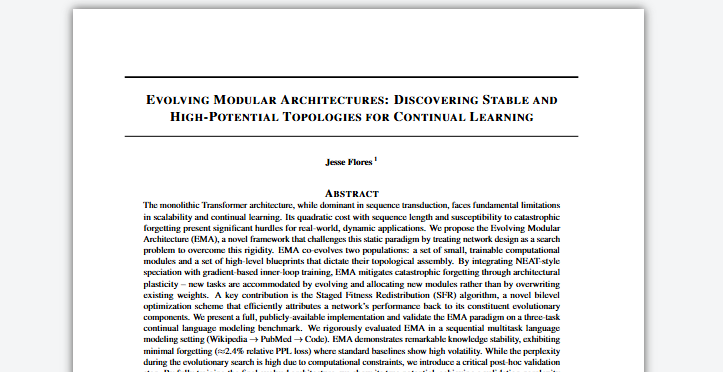 EVOLVING MODULAR ARCHITECTURES: DISCOVERING STABLE AND
HIGH-POTENTIAL TOPOLOGIES FOR CONTINUAL LEARNING
Jesse Flores 1
ABSTRACT
The monolithic Transformer architecture, while dominant in sequence transduction, faces fundamental limitations
in scalability and continual learning. Its quadratic cost with sequence length and susceptibility to catastrophic
forgetting present significant hurdles for real-world, dynamic applications. We propose the Evolving Modular
Architecture (EMA), a novel framework that challenges this static paradigm by treating network design as a search
problem to overcome this rigidity. EMA co-evolves two populations: a set of small, trainable computational
modules and a set of high-level blueprints that dictate their topological assembly. By integrating NEAT-style
speciation with gradient-based inner-loop training, EMA mitigates catastrophic forgetting through architectural
plasticity – new tasks are accommodated by evolving and allocating new modules rather than by overwriting
existing weights. A key contribution is the Staged Fitness Redistribution (SFR) algorithm, a novel bilevel
optimization scheme that efficiently attributes a network's performance back to its constituent evolutionary
components. We present a full, publicly-available implementation and validate the EMA paradigm on a three-task
continual language modeling benchmark. We rigorously evaluated EMA in a sequential multitask language
modeling setting (Wikipedia → PubMed → Code). EMA demonstrates remarkable knowledge stability, exhibiting
minimal forgetting (≈2.4% relative PPL loss) where standard baselines show high volatility. While the perplexity
during the evolutionary search is high due to computational constraints, we introduce a critical post-hoc validation